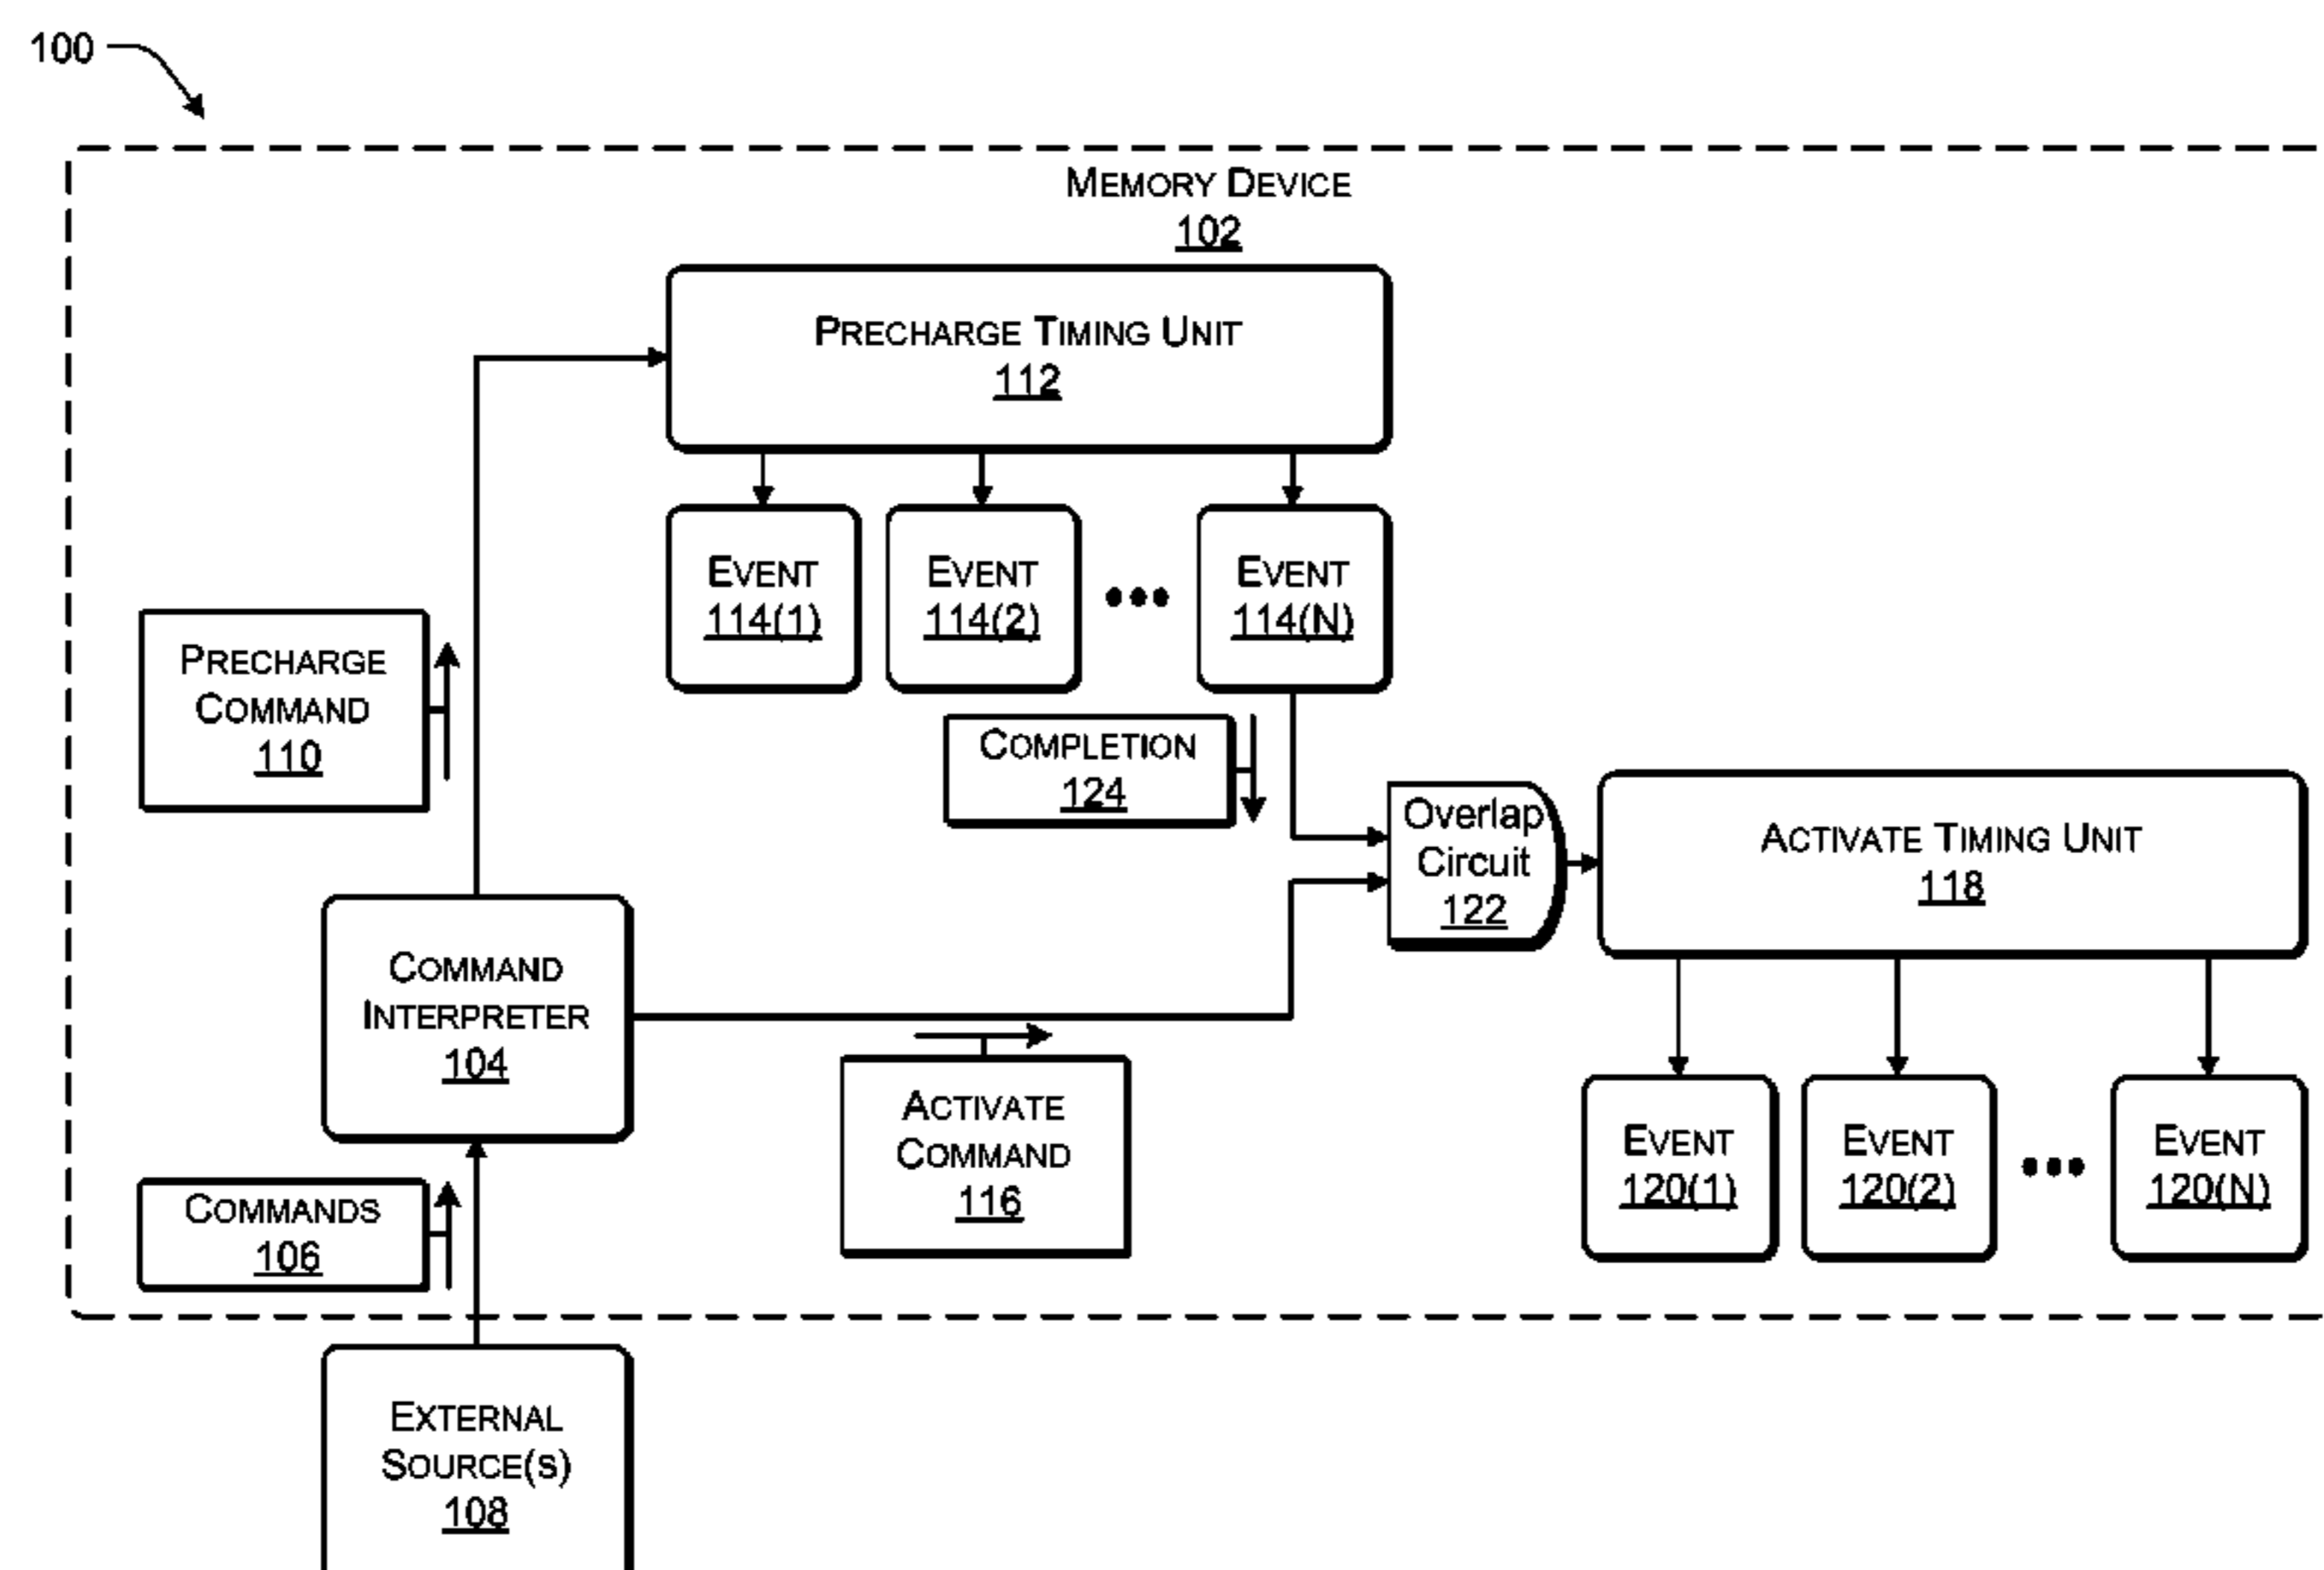 100
MEMORY DEVICE
102
PRECHARGE TIMING UNIT
112
EVENT
114(1)
EVENT
114(2)
•••
EVENT
114(N)
PRECHARGE
COMMAND
110
COMPLETION
124
Overlap
Circuit
122
ACTIVATE TIMING UNIT
118
COMMAND
INTERPRETER
104
ACTIVATE
COMMAND
116
EVENT
120(1)
EVENT
120(2)
•••
EVENT
120(N)
COMMANDS
106
EXTERNAL
SOURCE(S)
108